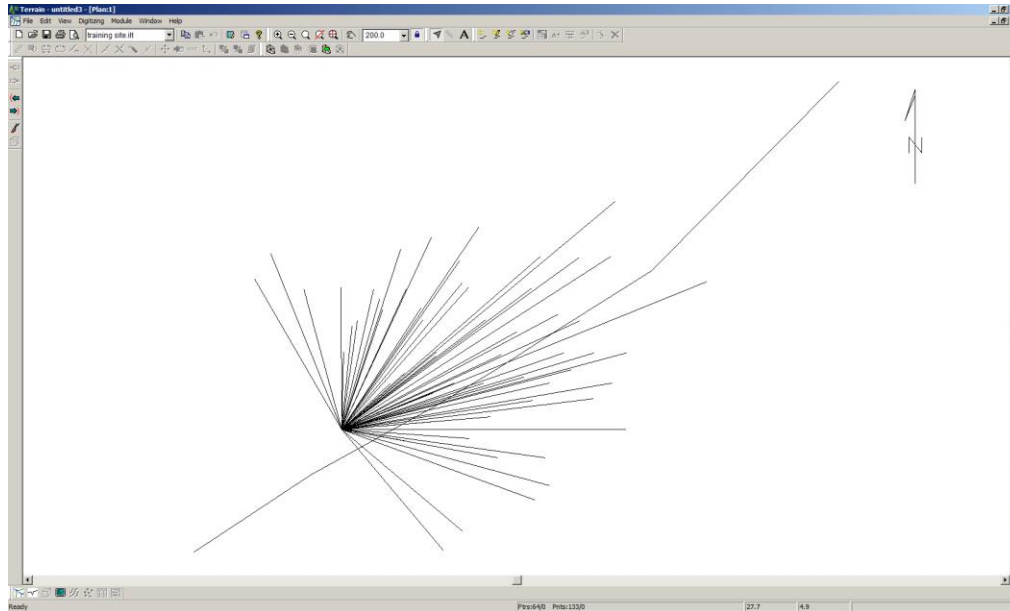 Terrain - untitled3 - [Plan:1]
File Edit View Digitizing Module Window Help
training site.itt 200.0 A
N
Ready Ftrs:64/0 Pnts:133/0 27.7 4.9